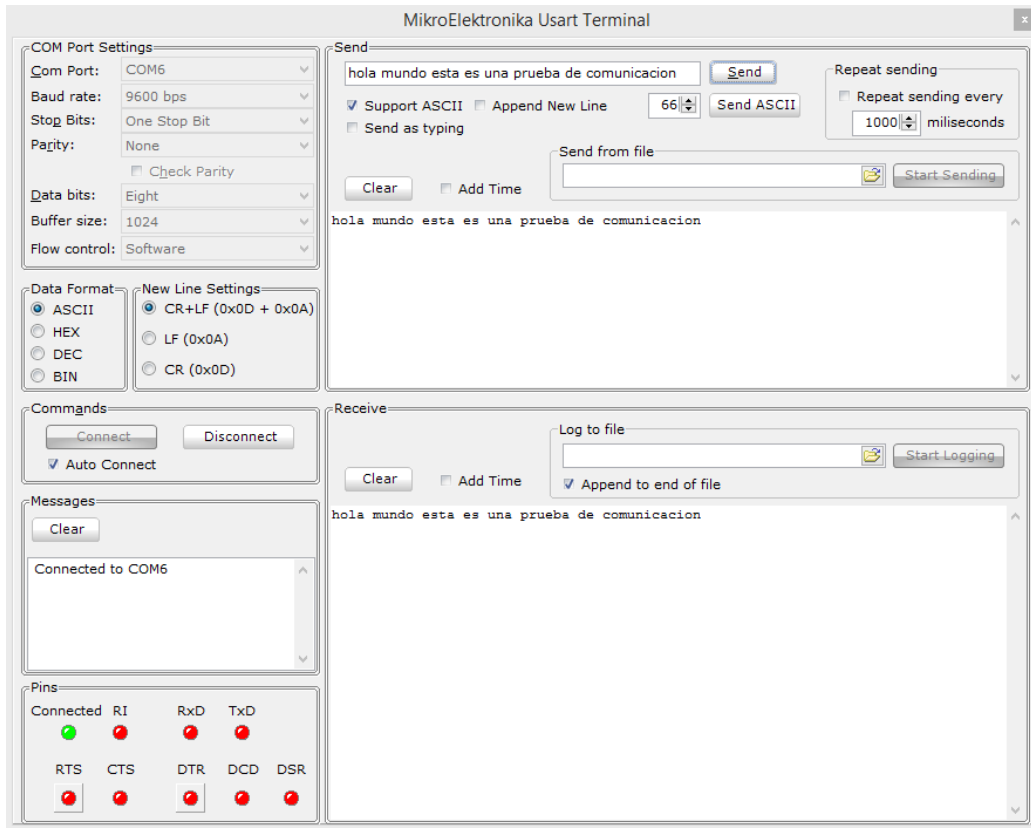 MikroElektronika Usart Terminal
x
COM Port Settings
Com Port: COM6
Baud rate: 9600 bps
Stop Bits: One Stop Bit
Parity: None
Check Parity
Data bits: Eight
Buffer size: 1024
Flow control: Software
Data Format
ASCII
HEX
DEC
BIN
New Line Settings
CR+LF (0x0D + 0x0A)
LF (0x0A)
CR (0x0D)
Commands
Connect Disconnect
Auto Connect
Messages
Clear
Connected to COM6
Pins
Connected RI RxD TxD
RTS CTS DTR DCD DSR
Send
hola mundo esta es una prueba de comunicacion Send
Support ASCII Append New Line 66 Send ASCII
Send as typing
Repeat sending
Repeat sending every
1000 miliseconds
Send from file
Start Sending
Clear Add Time
hola mundo esta es una prueba de comunicacion
Receive
Log to file
Start Logging
Append to end of file
Clear Add Time
hola mundo esta es una prueba de comunicacion